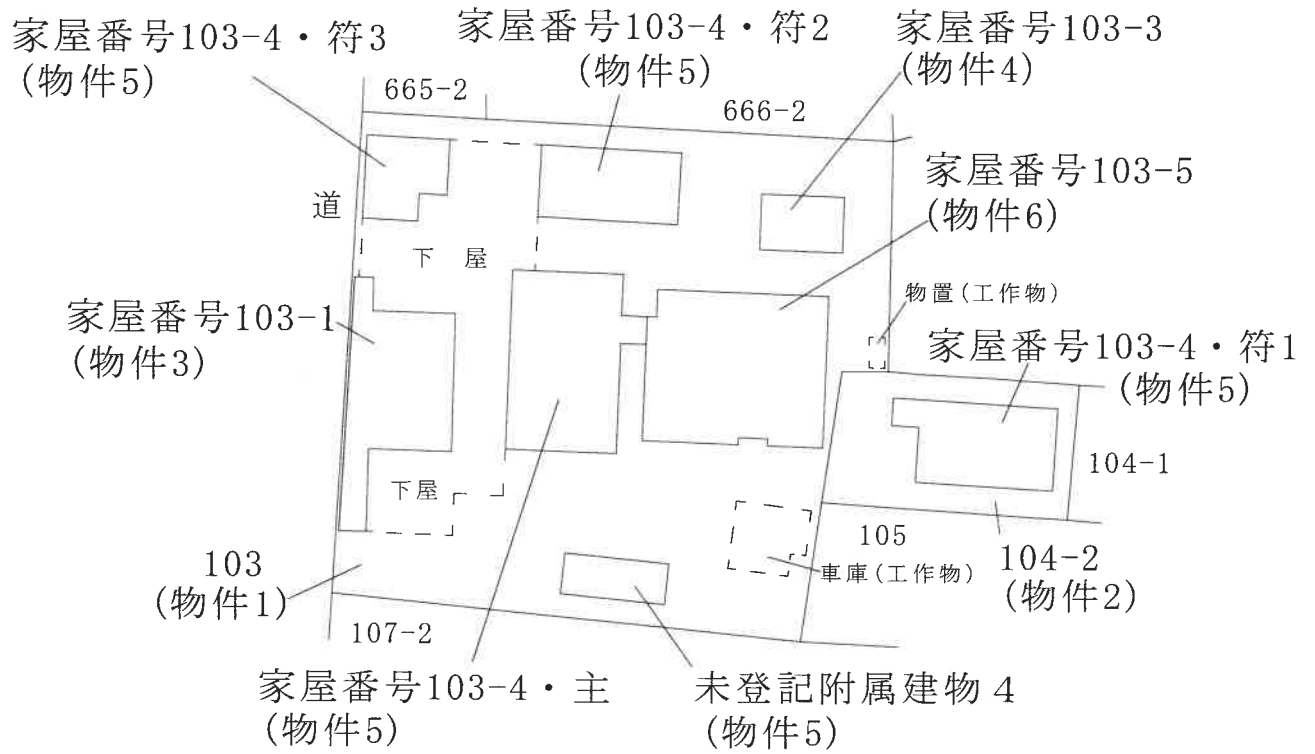 家屋番号103-4・符3
(物件5)
家屋番号103-4・符2
(物件5)
家屋番号103-3
(物件4)
665-2
666-2
家屋番号103-5
(物件6)
道
下 屋
物置(工作物)
家屋番号103-1
(物件3)
家屋番号103-4・符1
(物件5)
104-1
下屋
105
104-2
(物件2)
車庫(工作物)
103
(物件1)
107-2
家屋番号103-4・主
(物件5)
未登記附属建物4
(物件5)